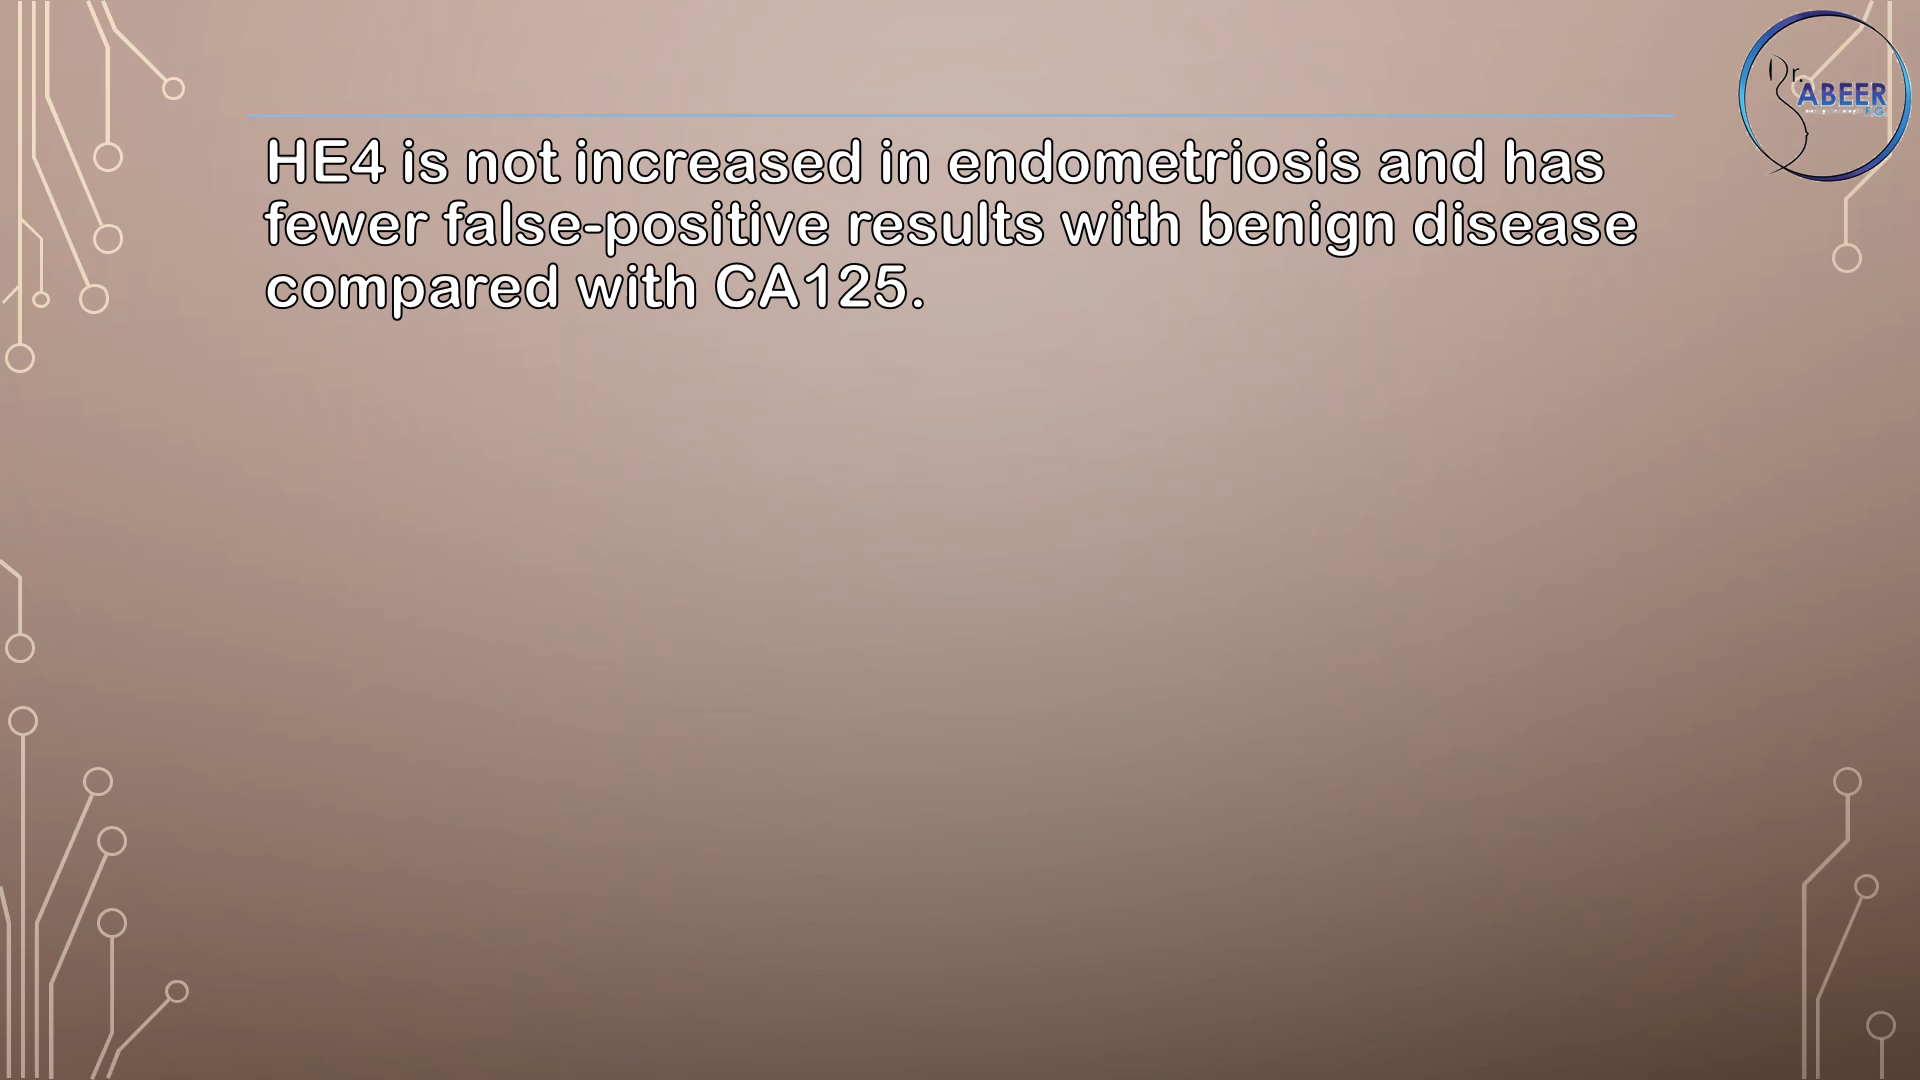 Dr.
ABEER
F.G.
HE4 is not increased in endometriosis and has
fewer false-positive results with benign disease
compared with CA125.